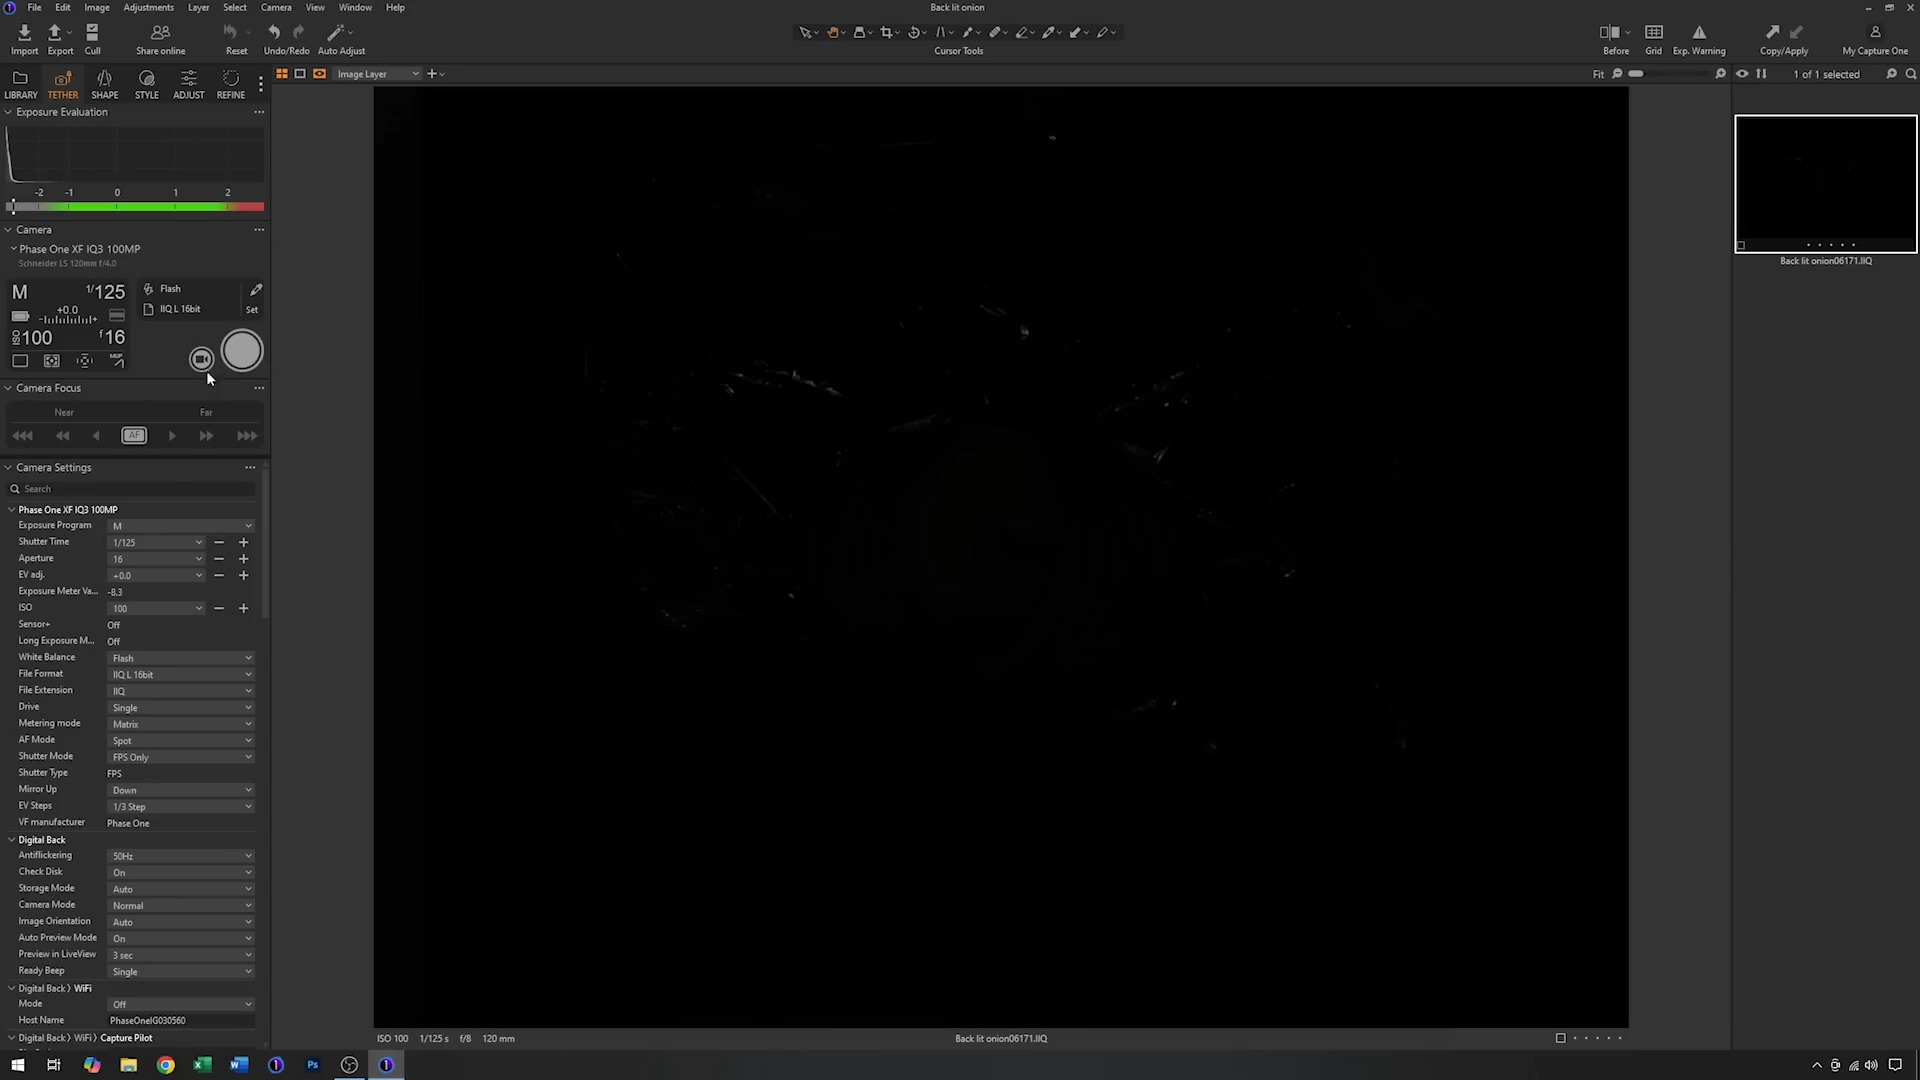 File Edit Image Adjustments Layer Select Camera View Window Help
Back lit onion
Import Export Cull Share online Reset Undo/Redo Auto Adjust
Cursor Tools
Before Grid Exp. Warning Copy/Apply My Capture One
LIBRARY TETHER SHAPE STYLE ADJUST REFINE
Image Layer
Fit
1 of 1 selected
Exposure Evaluation
-2 -1 0 1 2
Camera
Phase One XF IQ3 100MP
Schneider LS 120mm f/4.0
M 1/125 Flash
+0.0 IIQ L 16bit Set
ISO 100 f16
MUP
Camera Focus
Near Far
AF
Camera Settings
Search
Phase One XF IQ3 100MP
Exposure Program M
Shutter Time 1/125
Aperture 16
EV adj. +0.0
Exposure Meter Va... -8.3
ISO 100
Sensor+ Off
Long Exposure M... Off
White Balance Flash
File Format IIQ L 16bit
File Extension IIQ
Drive Single
Metering mode Matrix
AF Mode Spot
Shutter Mode FPS Only
Shutter Type FPS
Mirror Up Down
EV Steps 1/3 Step
VF manufacturer Phase One
Digital Back
Antiflickering 50Hz
Check Disk On
Storage Mode Auto
Camera Mode Normal
Image Orientation Auto
Auto Preview Mode On
Preview in LiveView 3 sec
Ready Beep Single
Digital Back > WiFi
Mode Off
Host Name PhaseOneIG030560
Digital Back > WiFi > Capture Pilot
Back lit onion06171.IIQ
ISO 100 1/125 s f/8 120 mm
Back lit onion06171.IIQ
Ps